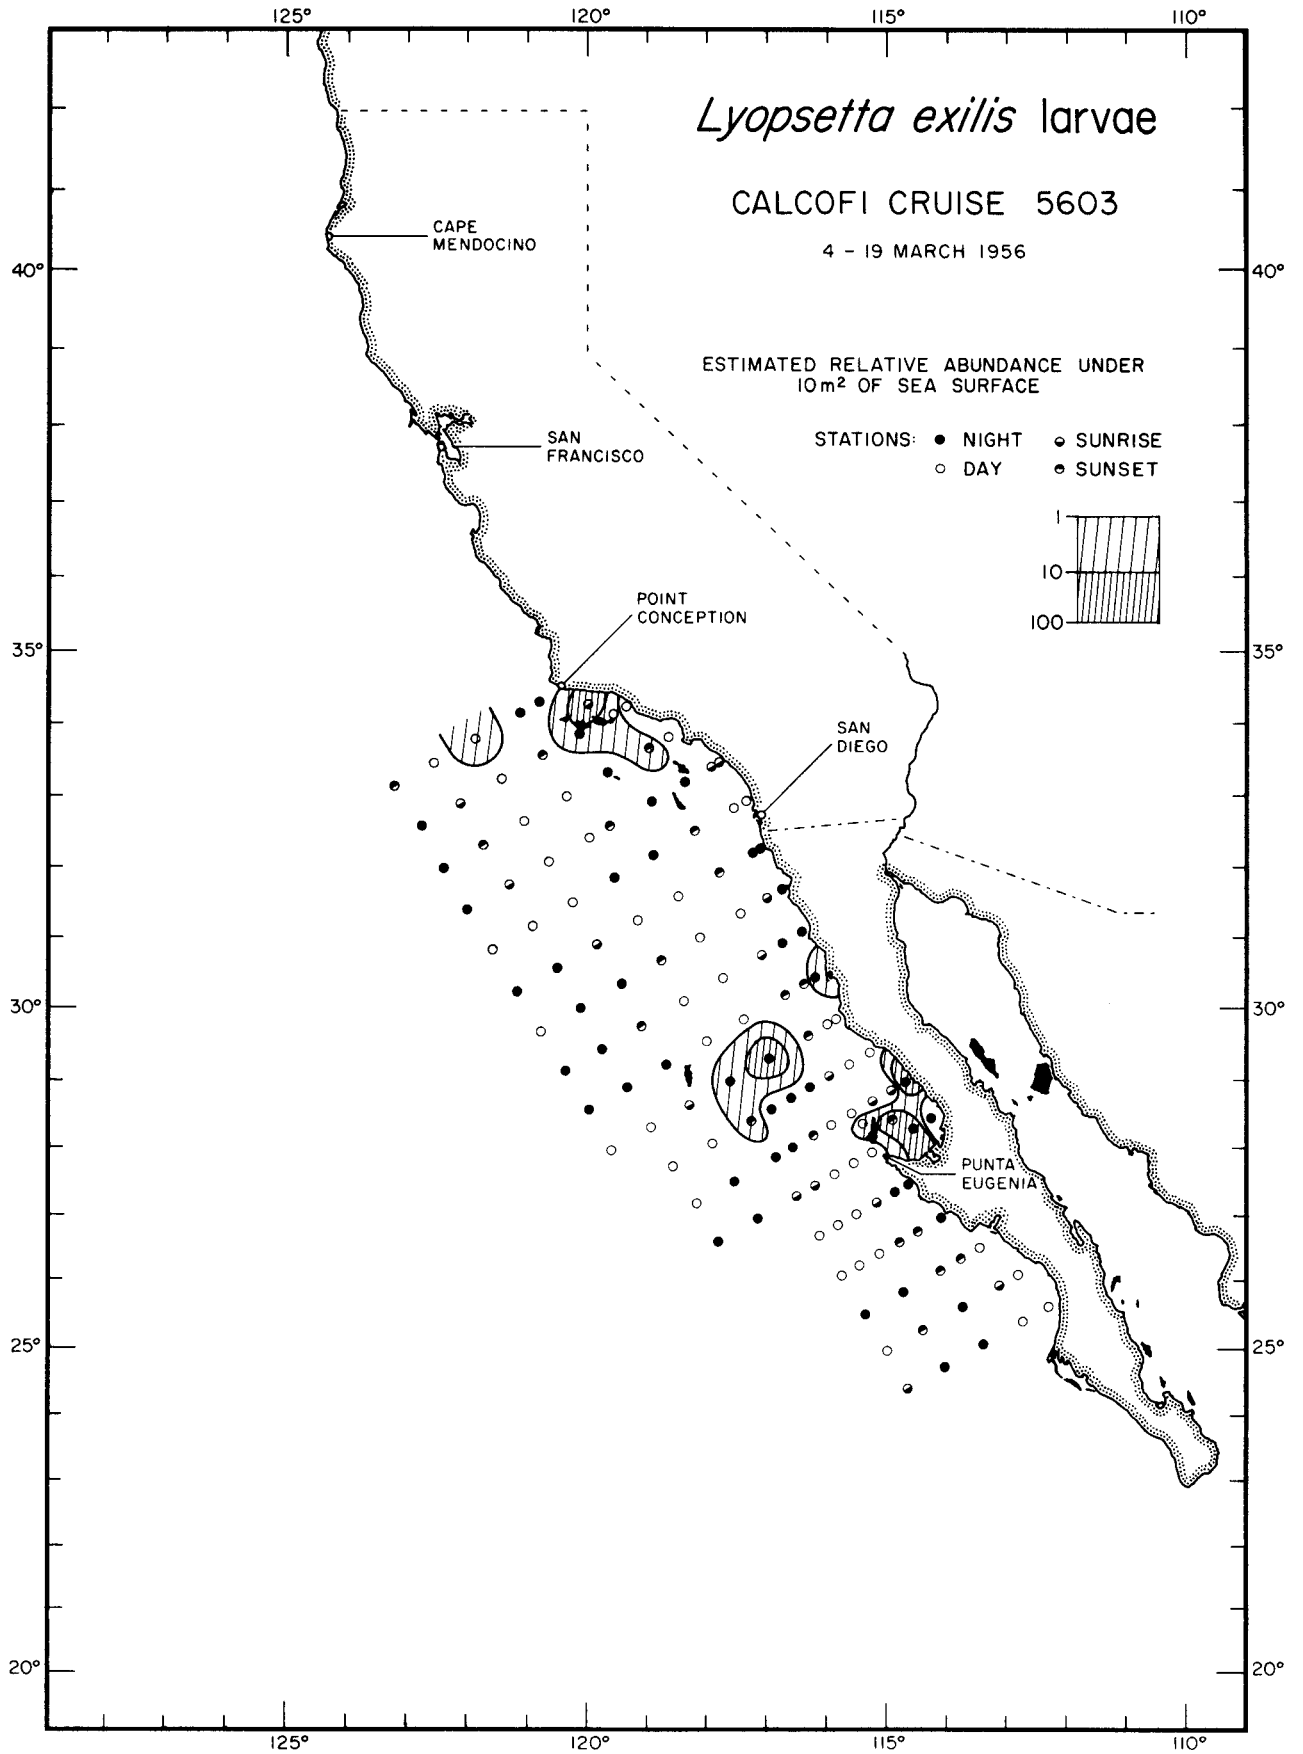 125° 120° 115° 110°
Lyopsetta exilis larvae
CALCOFI CRUISE 5603
4 – 19 MARCH 1956
CAPE
MENDOCINO
40° 40°
ESTIMATED RELATIVE ABUNDANCE UNDER
10m² OF SEA SURFACE
STATIONS: ● NIGHT ◒ SUNRISE
○ DAY ◓ SUNSET
SAN
FRANCISCO
1
10
100
POINT
CONCEPTION
35° 35°
SAN
DIEGO
30° 30°
PUNTA
EUGENIA
25° 25°
20° 20°
125° 120° 115° 110°